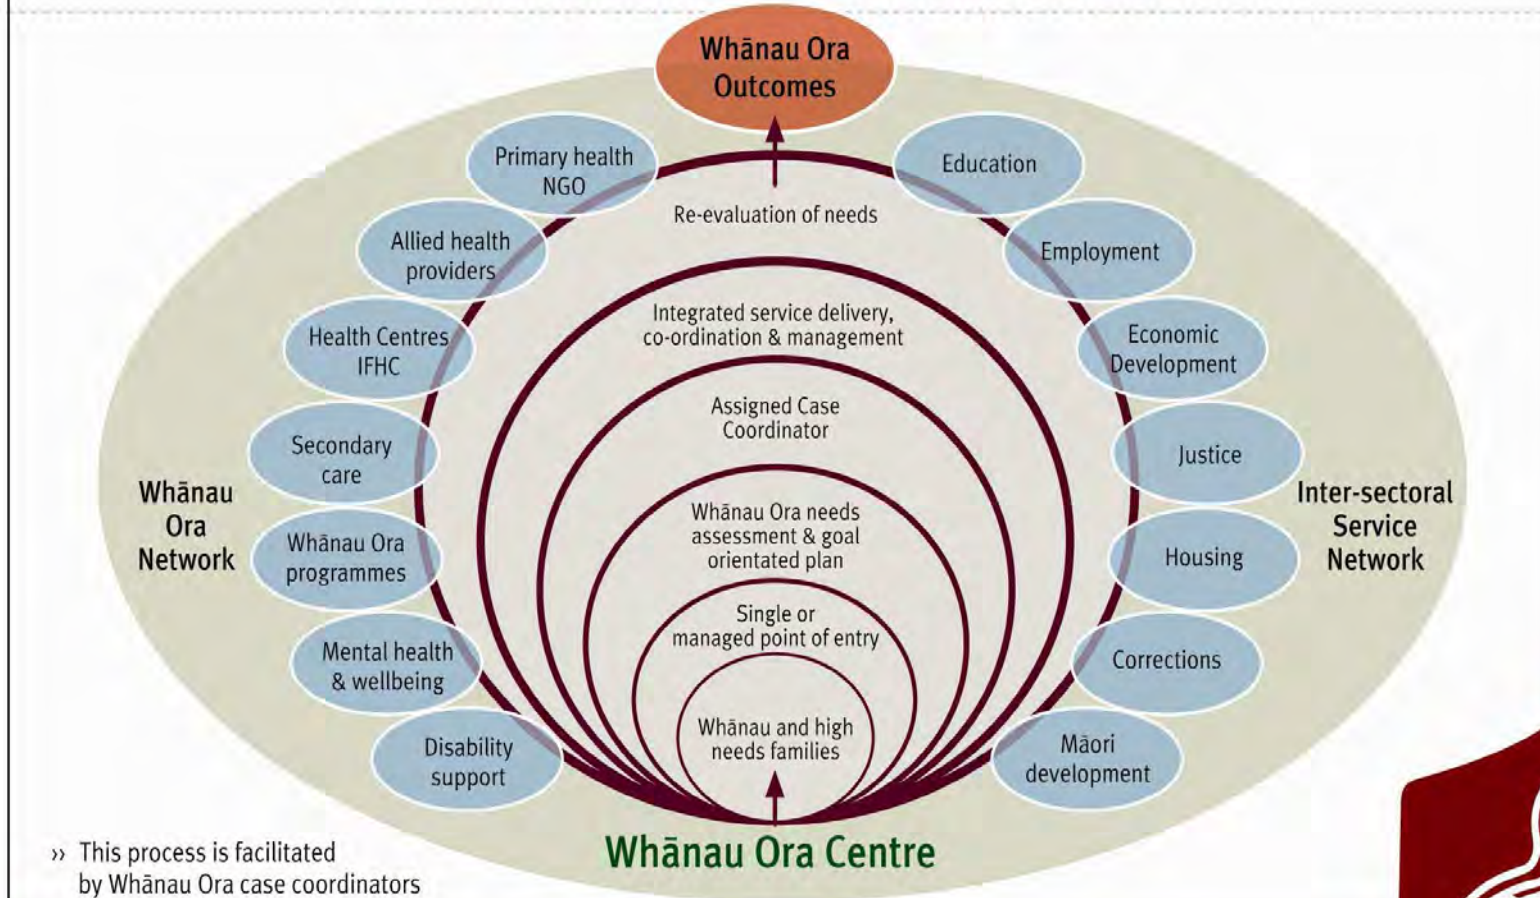 Whānau Ora
Outcomes
Primary health
NGO
Allied health
providers
Health Centres
IFHC
Secondary
care
Whānau Ora
programmes
Mental health
& wellbeing
Disability
support
Whānau
Ora
Network
Re-evaluation of needs
Integrated service delivery,
co-ordination & management
Assigned Case
Coordinator
Whānau Ora needs
assessment & goal
orientated plan
Single or
managed point of entry
Whānau and high
needs families
Education
Employment
Economic
Development
Justice
Housing
Corrections
Māori
development
Inter-sectoral
Service
Network
Whānau Ora Centre
›› This process is facilitated
by Whānau Ora case coordinators